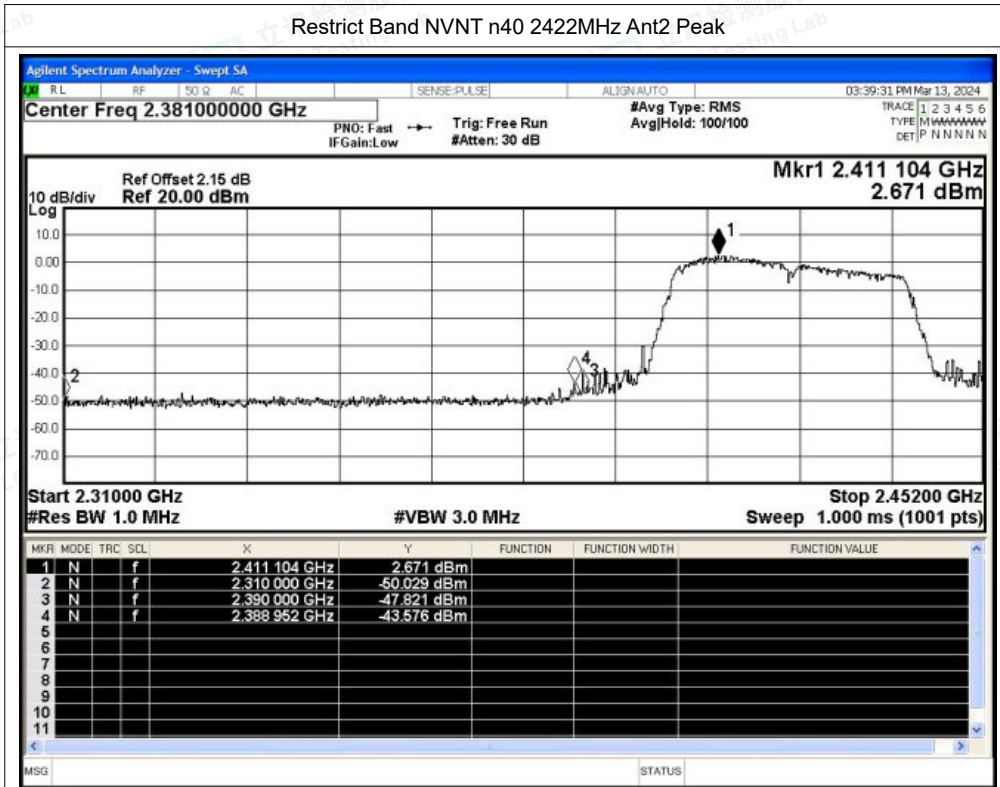 Restrict Band NVNT n40 2422MHz Ant2 Peak
Agilent Spectrum Analyzer - Swept SA
RL RF 50 Ω AC SENSE:PULSE ALIGNAUTO 03:39:31 PM Mar 13, 2024
Center Freq 2.381000000 GHz #Avg Type: RMS TRACE 1 2 3 4 5 6
PNO: Fast Trig: Free Run Avg|Hold: 100/100 TYPE M WWWWW
IFGain:Low #Atten: 30 dB DET P N N N N N
Mkr1 2.411 104 GHz
Ref Offset 2.15 dB
10 dB/div Ref 20.00 dBm 2.671 dBm
Log
10.0
1
0.00
-10.0
-20.0
-30.0
4
-40.0
2 3
-50.0
-60.0
-70.0
Start 2.31000 GHz Stop 2.45200 GHz
#Res BW 1.0 MHz #VBW 3.0 MHz Sweep 1.000 ms (1001 pts)
MKR MODE TRC SCL X Y FUNCTION FUNCTION WIDTH FUNCTION VALUE
1 N f 2.411 104 GHz 2.671 dBm
2 N f 2.310 000 GHz -50.029 dBm
3 N f 2.390 000 GHz -47.821 dBm
4 N f 2.388 952 GHz -43.576 dBm
5
6
7
8
9
10
11
MSG STATUS